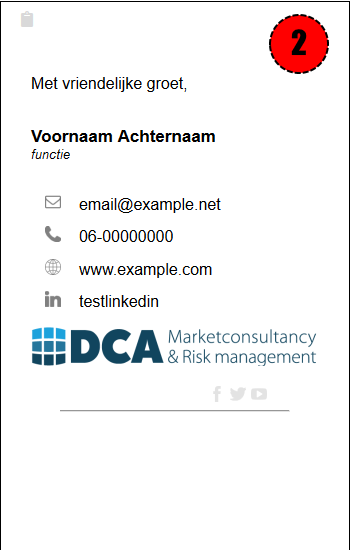 2
Met vriendelijke groet,
Voornaam Achternaam
functie
email@example.net
06-00000000
www.example.com
in testlinkedin
DCA Marketconsultancy
& Risk management